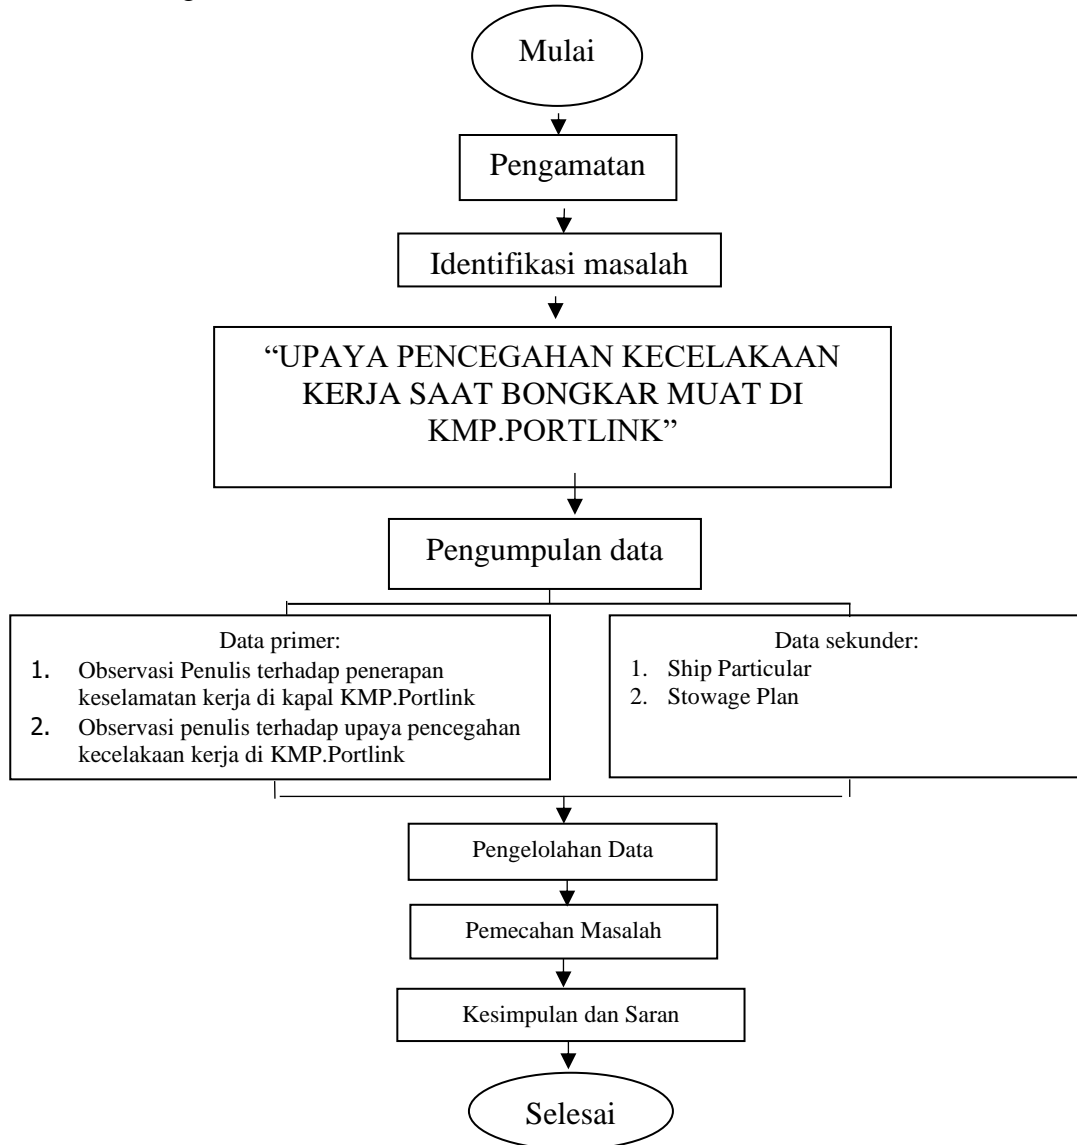 Mulai
Pengamatan
Identifikasi masalah
“UPAYA PENCEGAHAN KECELAKAAN
KERJA SAAT BONGKAR MUAT DI
KMP.PORTLINK”
Pengumpulan data
Data primer:
1. Observasi Penulis terhadap penerapan
keselamatan kerja di kapal KMP.Portlink
2. Observasi penulis terhadap upaya pencegahan
kecelakaan kerja di KMP.Portlink
Data sekunder:
1. Ship Particular
2. Stowage Plan
Pengelolahan Data
Pemecahan Masalah
Kesimpulan dan Saran
Selesai